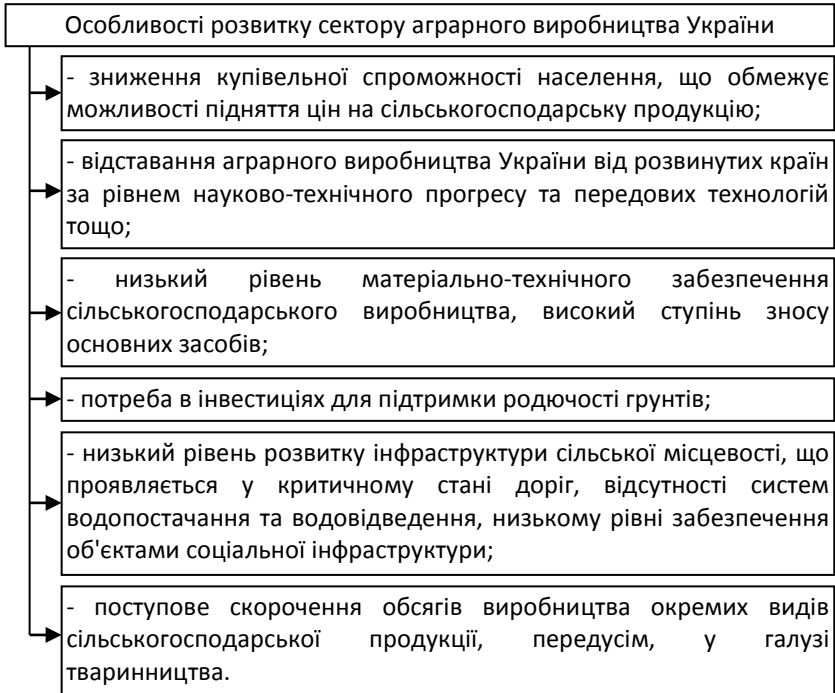 Особливості розвитку сектору аграрного виробництва України
- зниження купівельної спроможності населення, що обмежує
можливості підняття цін на сільськогосподарську продукцію;
- відставання аграрного виробництва України від розвинутих країн
за рівнем науково-технічного прогресу та передових технологій
тощо;
- низький рівень матеріально-технічного забезпечення
сільськогосподарського виробництва, високий ступінь зносу
основних засобів;
- потреба в інвестиціях для підтримки родючості грунтів;
- низький рівень розвитку інфраструктури сільської місцевості, що
проявляється у критичному стані доріг, відсутності систем
водопостачання та водовідведення, низькому рівні забезпечення
об'єктами соціальної інфраструктури;
- поступове скорочення обсягів виробництва окремих видів
сільськогосподарської продукції, передусім, у галузі
тваринництва.